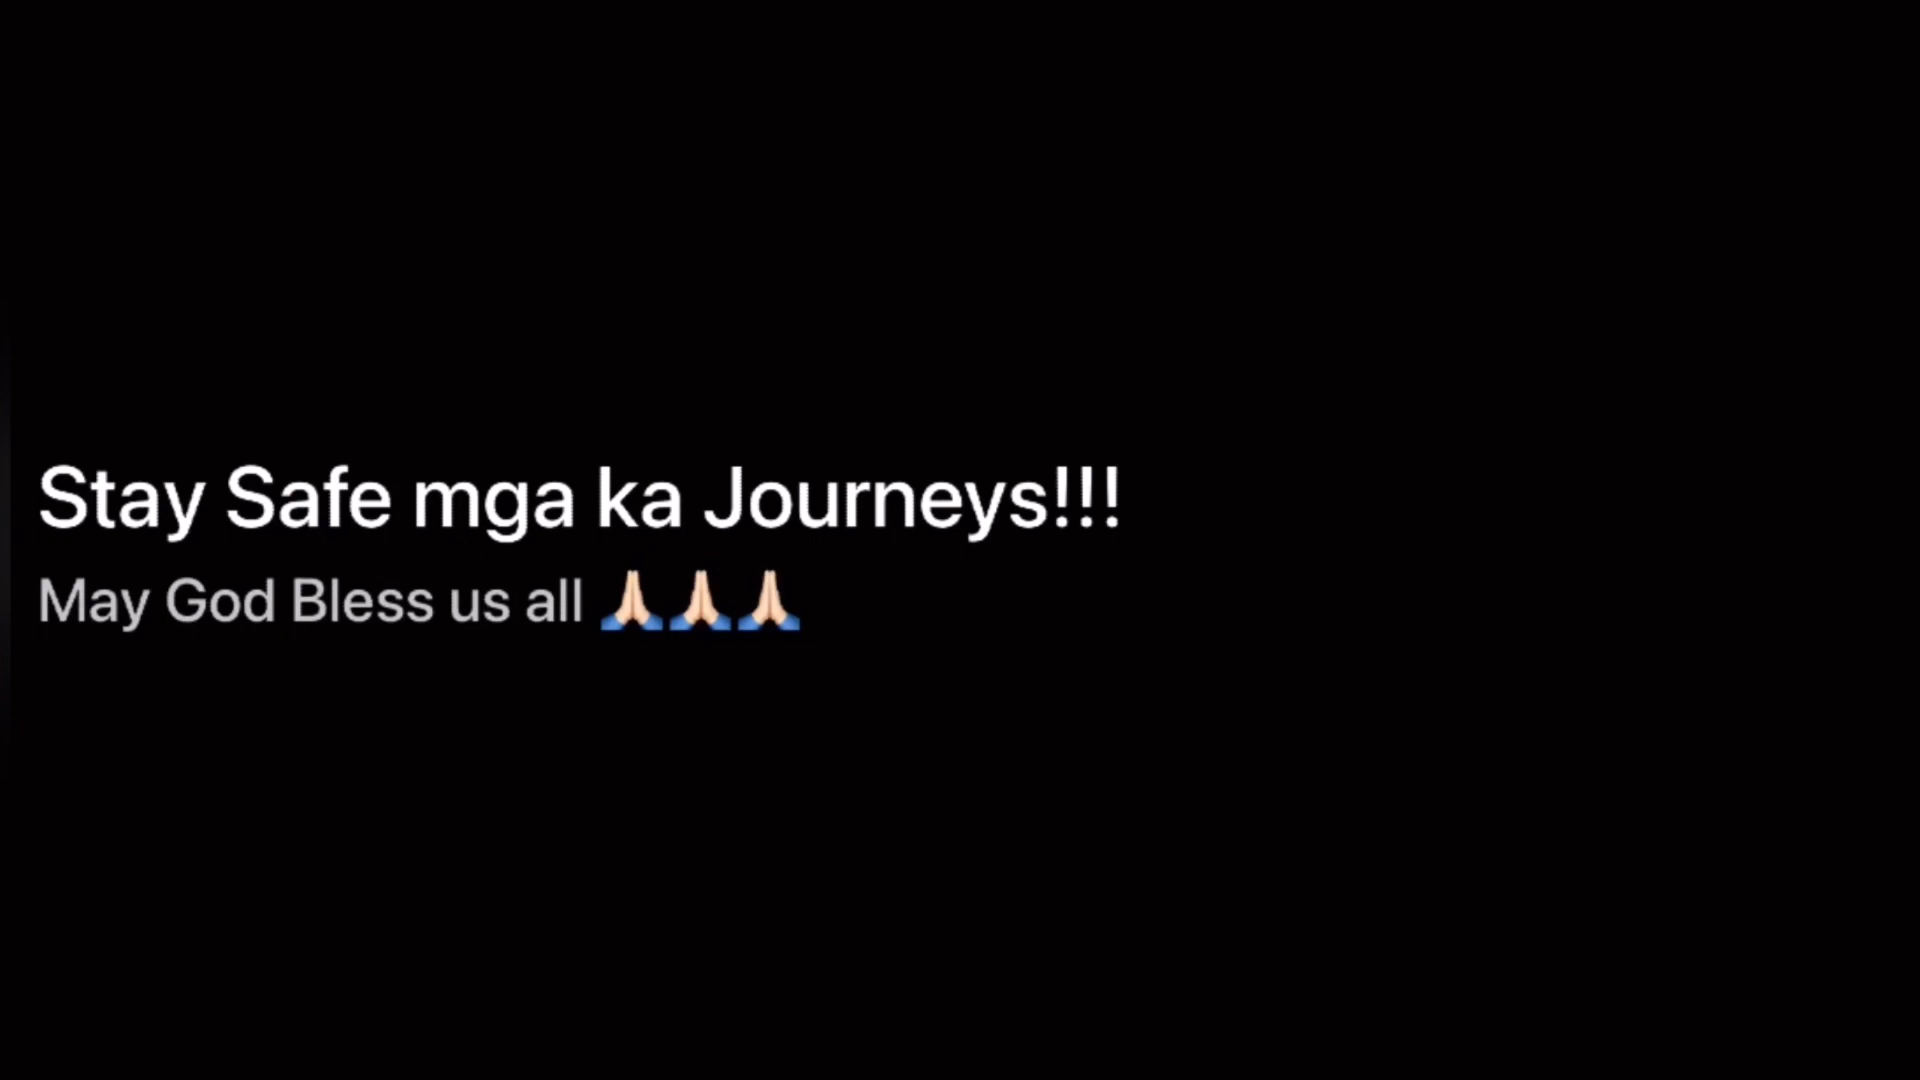 Stay Safe mga ka Journeys!!!
May God Bless us all 🙏🏻🙏🏻🙏🏻